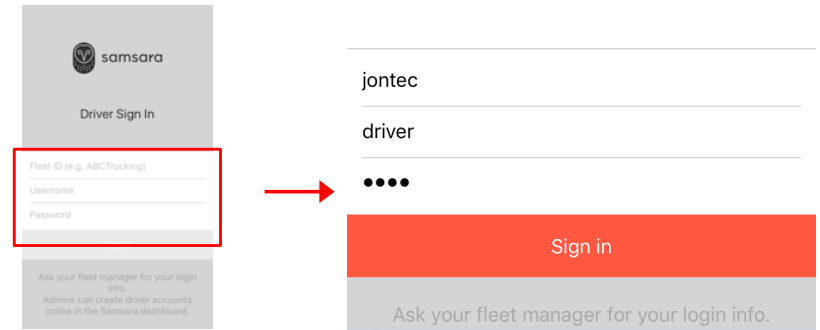 samsara
Driver Sign In
Fleet ID (e.g. ABCTrucking)
Username
Password
Ask your fleet manager for your login
info.
Admins can create driver accounts
online in the Samsara dashboard.
jontec
driver
••••
Sign in
Ask your fleet manager for your login info.